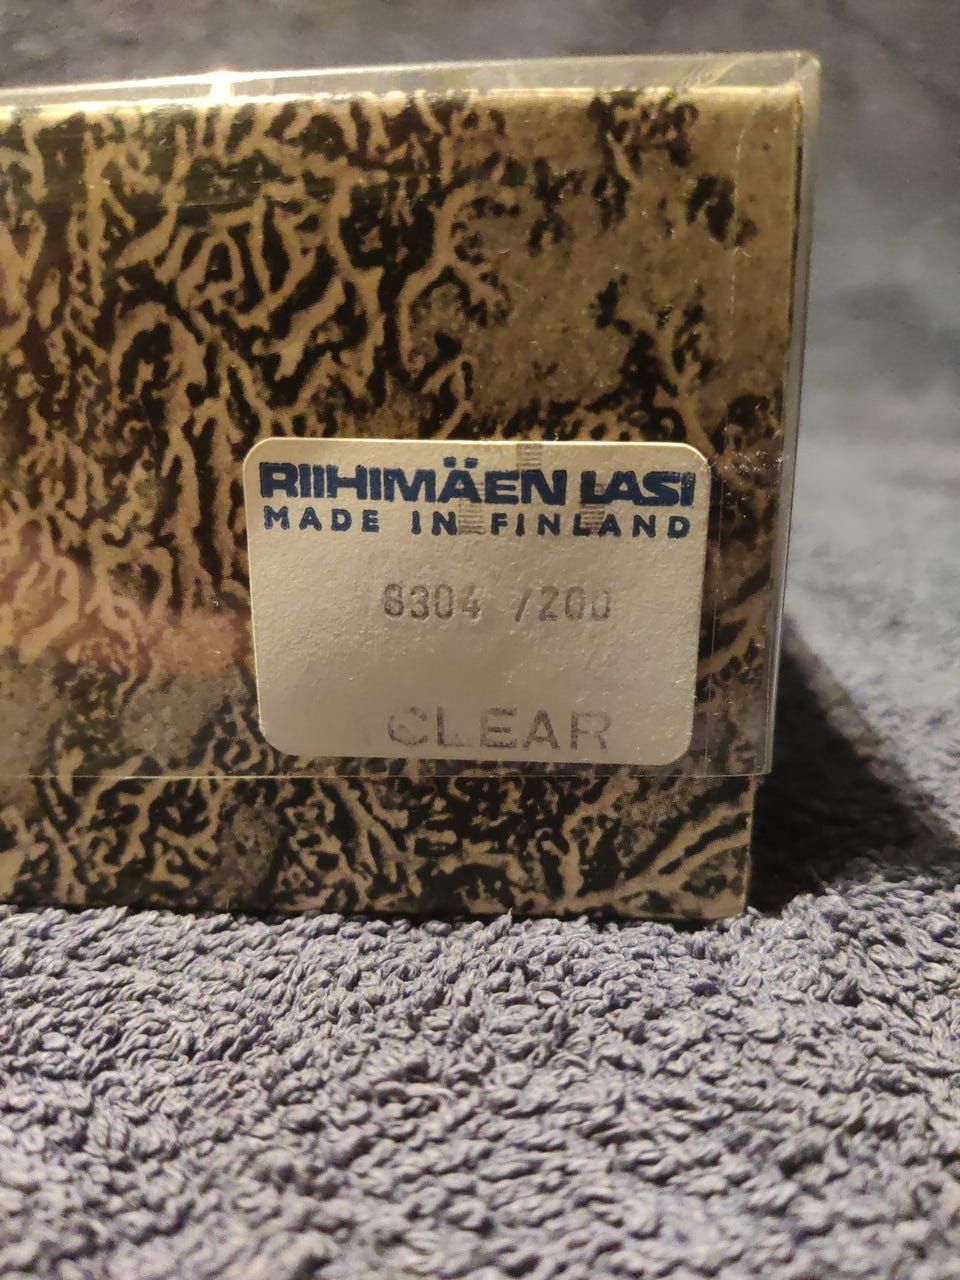 RIIHIMÄEN LASI
MADE IN FINLAND
8304 /200
CLEAR